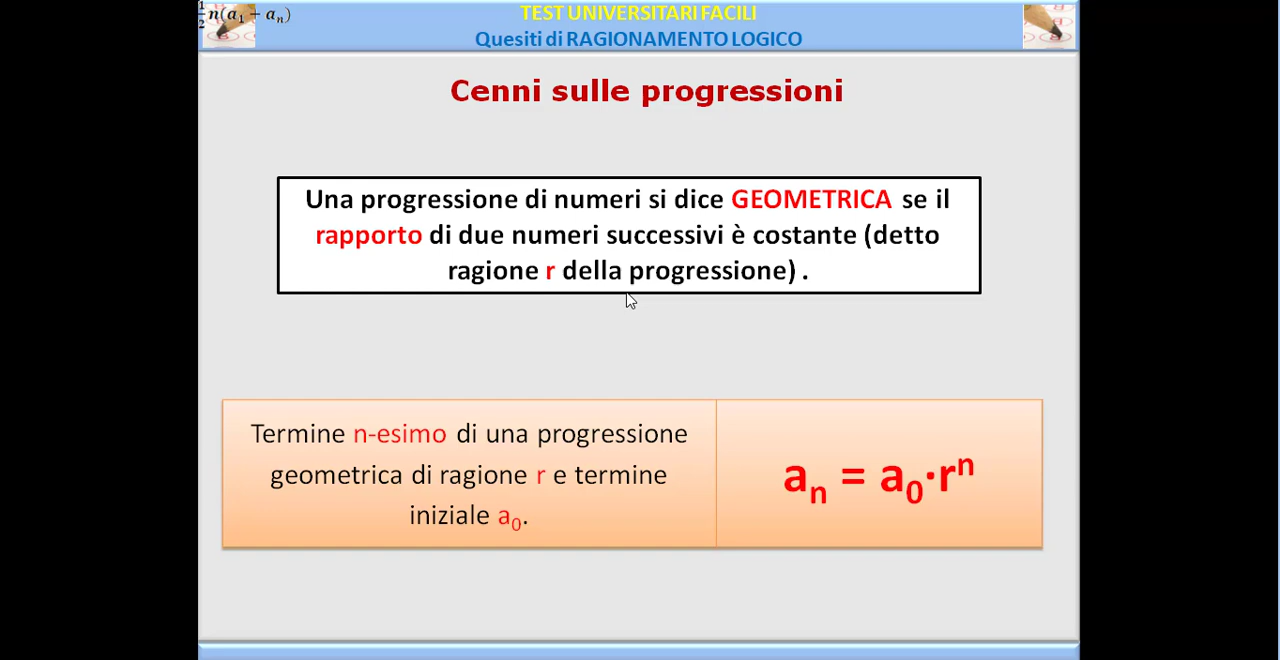 ½n(a₁ + aₙ)
TEST UNIVERSITARI FACILI
Quesiti di RAGIONAMENTO LOGICO
Cenni sulle progressioni
Una progressione di numeri si dice GEOMETRICA se il
rapporto di due numeri successivi è costante (detto
ragione r della progressione) .
Termine n-esimo di una progressione
geometrica di ragione r e termine
iniziale a₀.
aₙ = a₀·rⁿ